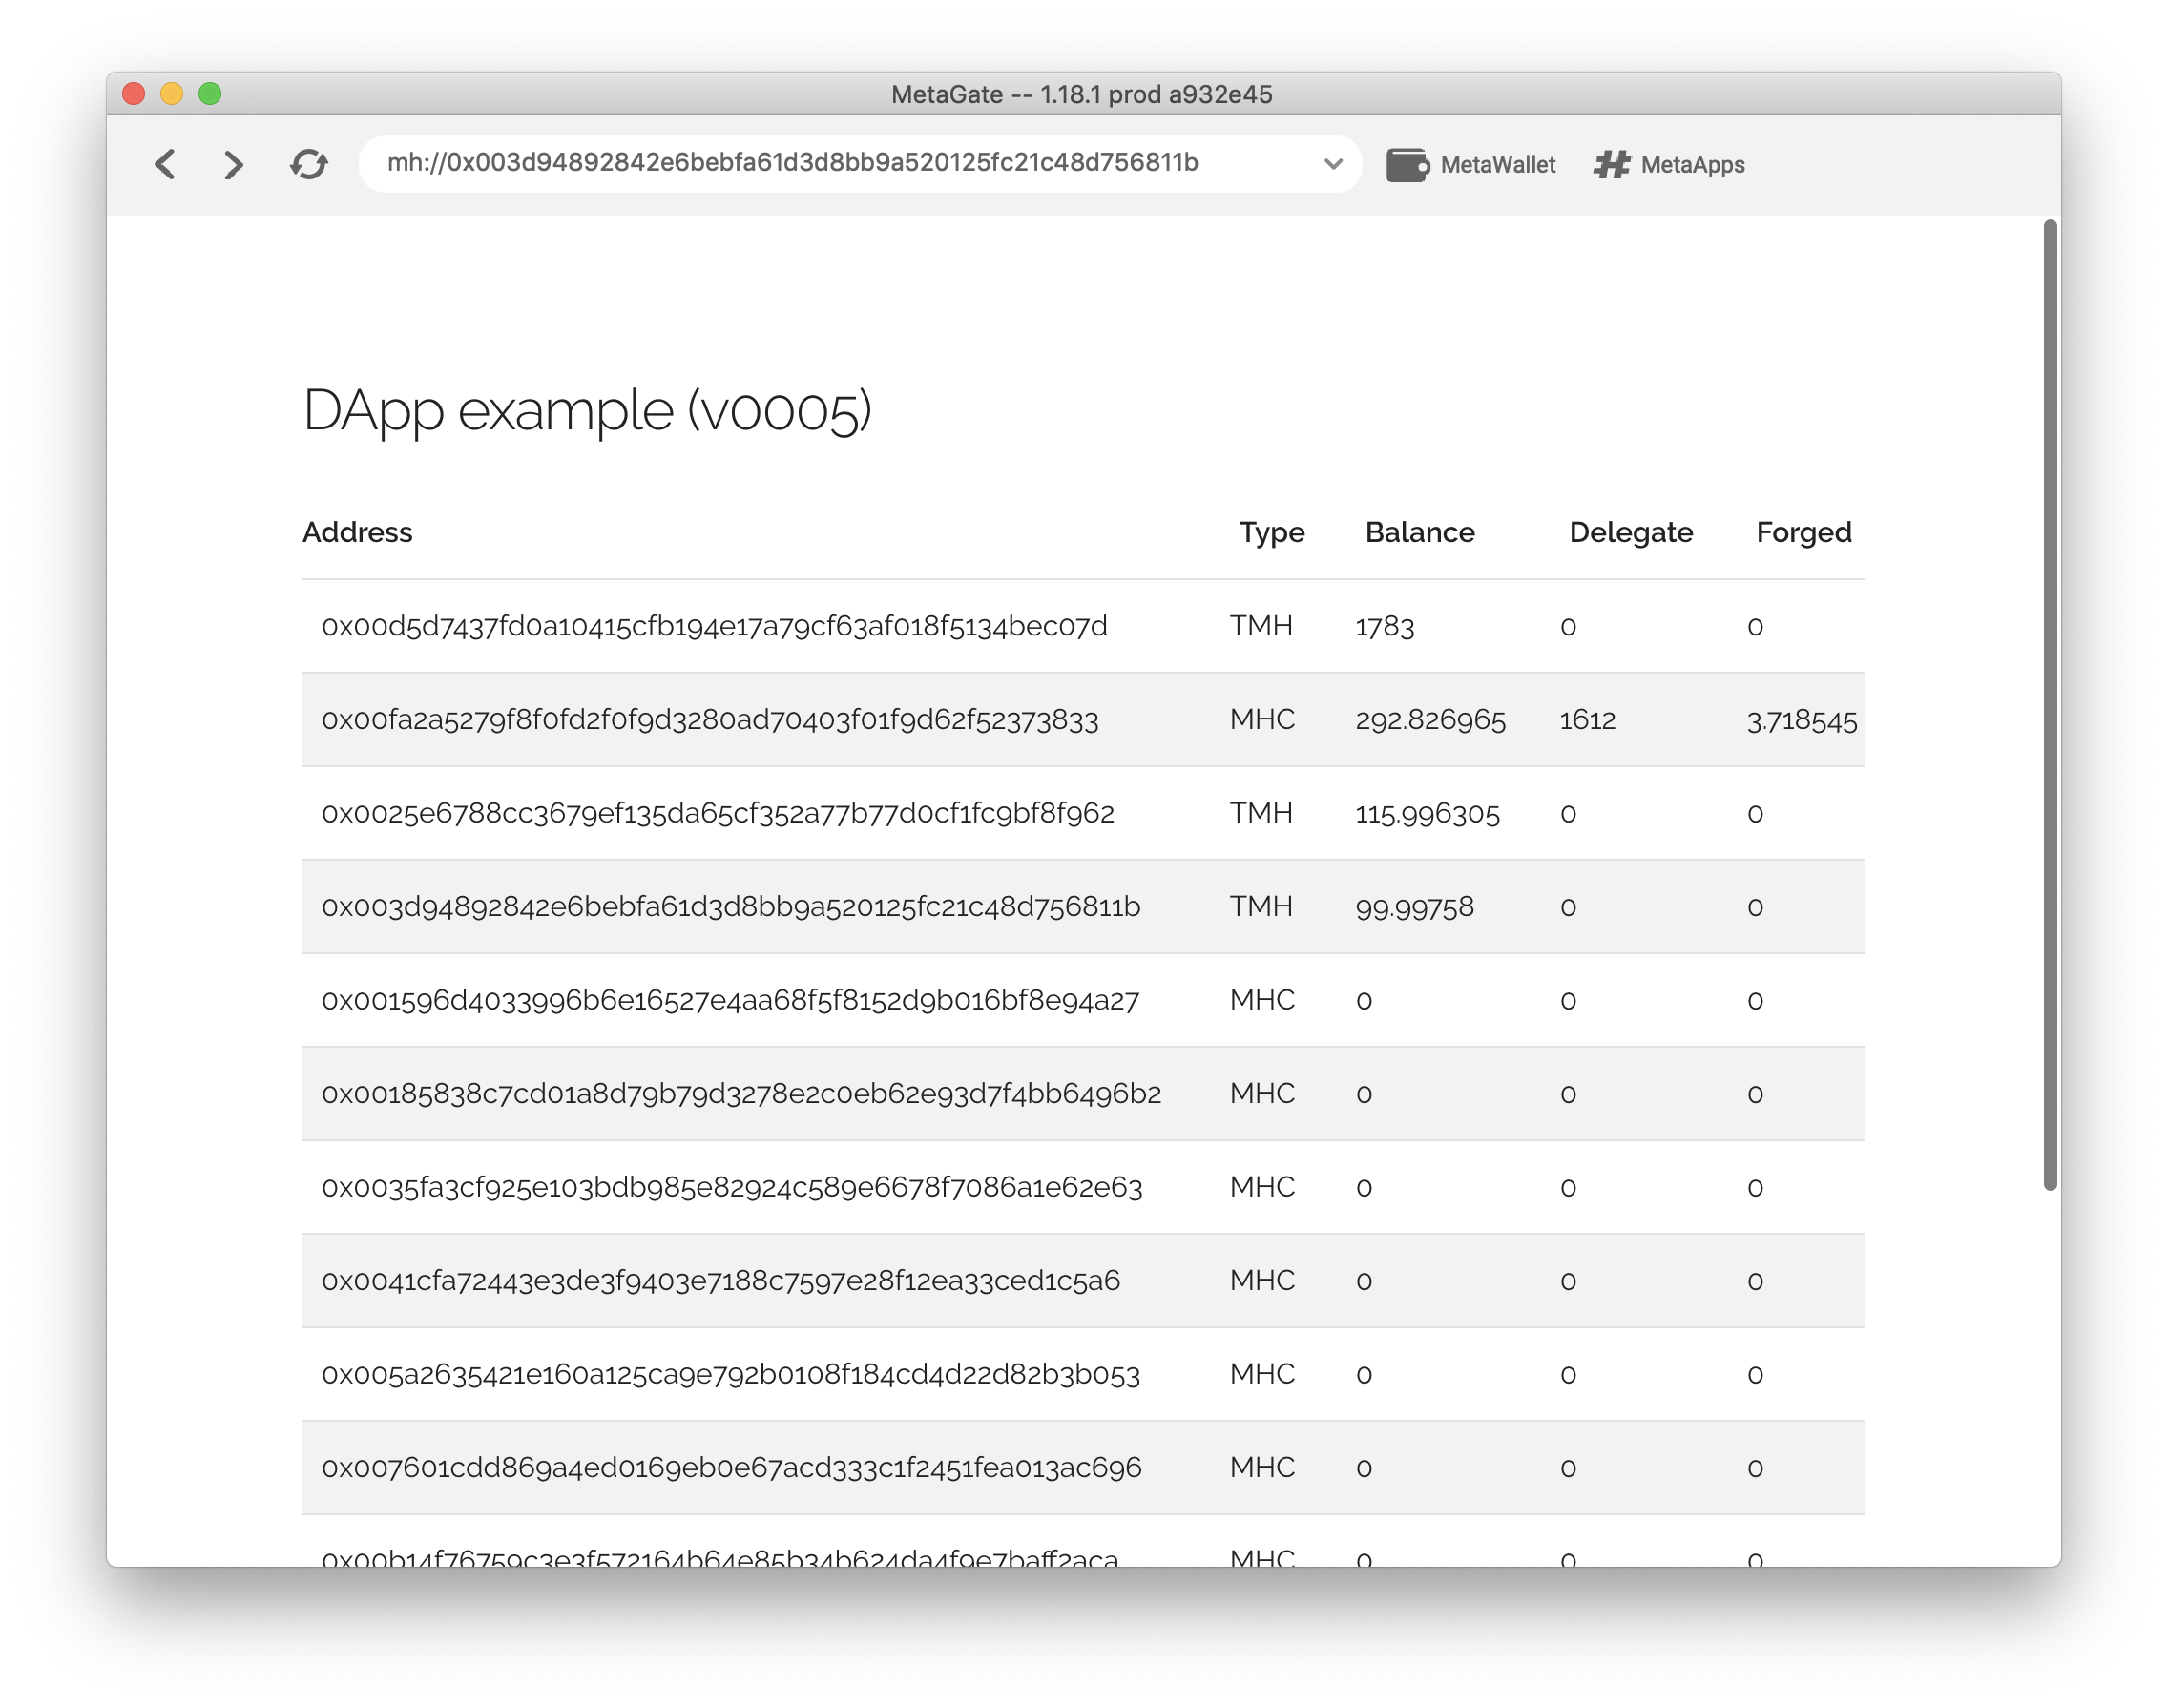 MetaGate -- 1.18.1 prod a932e45
mh://0x003d94892842e6bebfa61d3d8bb9a520125fc21c48d756811b MetaWallet MetaApps
DApp example (v0005)
Address Type Balance Delegate Forged
0x00d5d7437fd0a10415cfb194e17a79cf63af018f5134bec07d TMH 1783 0 0
0x00fa2a5279f8f0fd2f0f9d3280ad70403f01f9d62f52373833 MHC 292.826965 1612 3.718545
0x0025e6788cc3679ef135da65cf352a77b77d0cf1fc9bf8f962 TMH 115.996305 0 0
0x003d94892842e6bebfa61d3d8bb9a520125fc21c48d756811b TMH 99.99758 0 0
0x001596d4033996b6e16527e4aa68f5f8152d9b016bf8e94a27 MHC 0 0 0
0x00185838c7cd01a8d79b79d3278e2c0eb62e93d7f4bb6496b2 MHC 0 0 0
0x0035fa3cf925e103bdb985e82924c589e6678f7086a1e62e63 MHC 0 0 0
0x0041cfa72443e3de3f9403e7188c7597e28f12ea33ced1c5a6 MHC 0 0 0
0x005a2635421e160a125ca9e792b0108f184cd4d22d82b3b053 MHC 0 0 0
0x007601cdd869a4ed0169eb0e67acd333c1f2451fea013ac696 MHC 0 0 0
0x00b14f76759c3e3f572164b64e85b34b624da4f9e7baff2aca MHC 0 0 0